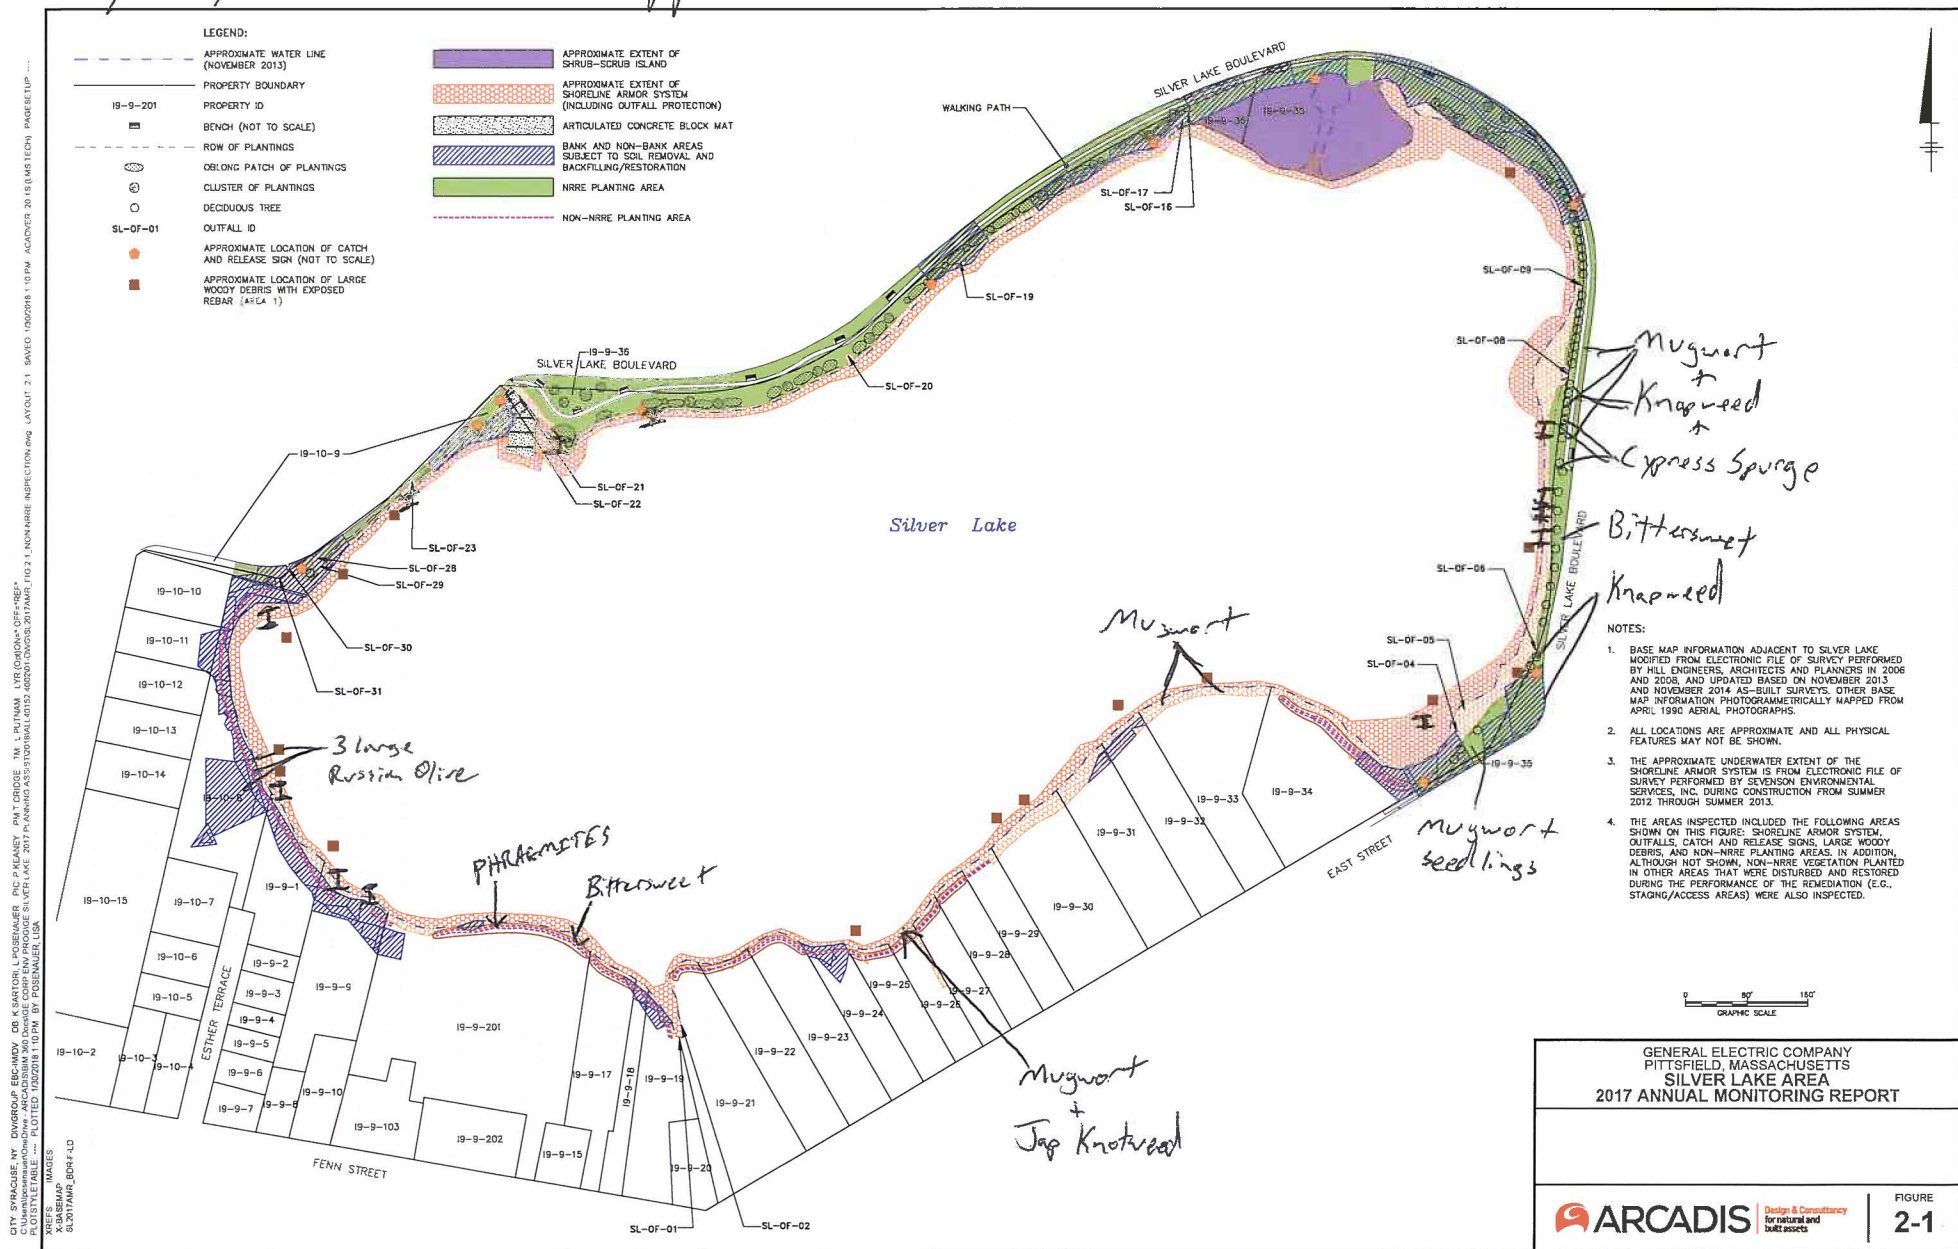 LEGEND:
APPROXIMATE WATER LINE
(NOVEMBER 2013)
PROPERTY BOUNDARY
19-9-201
PROPERTY ID
BENCH (NOT TO SCALE)
ROW OF PLANTINGS
OBLONG PATCH OF PLANTINGS
CLUSTER OF PLANTINGS
DECIDUOUS TREE
SL-OF-01
OUTFALL ID
APPROXIMATE LOCATION OF CATCH
AND RELEASE SIGN (NOT TO SCALE)
APPROXIMATE LOCATION OF LARGE
WOODY DEBRIS WITH EXPOSED
REBAR (AREA 1)
APPROXIMATE EXTENT OF
SHRUB-SCRUB ISLAND
APPROXIMATE EXTENT OF
SHORELINE ARMOR SYSTEM
(INCLUDING OUTFALL PROTECTION)
ARTICULATED CONCRETE BLOCK MAT
BANK AND NON-BANK AREAS
SUBJECT TO SOIL REMOVAL AND
BACKFILLING/RESTORATION
NRRE PLANTING AREA
NON-NRRE PLANTING AREA
SILVER LAKE BOULEVARD
WALKING PATH
19-9-36
19-9-35
SL-OF-17
SL-OF-16
SL-OF-09
SL-OF-19
SL-OF-08
Mugwort
+
Knapweed
+
Cypress Spurge
19-9-36
SILVER LAKE BOULEVARD
SL-OF-20
19-10-9
SL-OF-21
SL-OF-22
Silver Lake
SILVER LAKE BOULEVARD
Bittersweet
Knapweed
SL-OF-23
SL-OF-28
SL-OF-29
SL-OF-06
19-10-10
19-10-11
SL-OF-30
19-10-12
SL-OF-31
19-10-13
19-10-14
Mugwort
SL-OF-05
SL-OF-04
3 large
Russian Olive
19-10-8
19-9-35
19-9-34
19-9-33
19-9-32
19-9-31
19-9-30
19-9-29
19-9-28
19-9-27
19-9-26
19-9-25
19-9-24
19-9-23
19-9-22
19-9-21
19-9-20
19-9-19
19-9-18
19-9-17
EAST STREET
Mugwort
seedlings
PHRAGMITES
Bittersweet
19-9-1
19-10-15
19-10-7
19-10-6
19-10-5
19-10-2
19-10-3
19-10-4
ESTHER TERRACE
19-9-2
19-9-3
19-9-4
19-9-5
19-9-6
19-9-7
19-9-8
19-9-9
19-9-10
19-9-201
19-9-103
19-9-202
19-9-15
FENN STREET
SL-OF-01
SL-OF-02
Mugwort
+
Jap Knotweed
NOTES:
1. BASE MAP INFORMATION ADJACENT TO SILVER LAKE
MODIFIED FROM ELECTRONIC FILE OF SURVEY PERFORMED
BY HILL ENGINEERS, ARCHITECTS AND PLANNERS IN 2006
AND 2008, AND UPDATED BASED ON NOVEMBER 2013
AND NOVEMBER 2014 AS-BUILT SURVEYS. OTHER BASE
MAP INFORMATION PHOTOGRAMMETRICALLY MAPPED FROM
APRIL 1990 AERIAL PHOTOGRAPHS.
2. ALL LOCATIONS ARE APPROXIMATE AND ALL PHYSICAL
FEATURES MAY NOT BE SHOWN.
3. THE APPROXIMATE UNDERWATER EXTENT OF THE
SHORELINE ARMOR SYSTEM IS FROM ELECTRONIC FILE OF
SURVEY PERFORMED BY SEVENSON ENVIRONMENTAL
SERVICES, INC. DURING CONSTRUCTION FROM SUMMER
2012 THROUGH SUMMER 2013.
4. THE AREAS INSPECTED INCLUDED THE FOLLOWING AREAS
SHOWN ON THIS FIGURE: SHORELINE ARMOR SYSTEM,
OUTFALLS, CATCH AND RELEASE SIGNS, LARGE WOODY
DEBRIS, AND NON-NRRE PLANTING AREAS. IN ADDITION,
ALTHOUGH NOT SHOWN, NON-NRRE VEGETATION PLANTED
IN OTHER AREAS THAT WERE DISTURBED AND RESTORED
DURING THE PERFORMANCE OF THE REMEDIATION (E.G.,
STAGING/ACCESS AREAS) WERE ALSO INSPECTED.
0 80' 160'
GRAPHIC SCALE
GENERAL ELECTRIC COMPANY
PITTSFIELD, MASSACHUSETTS
SILVER LAKE AREA
2017 ANNUAL MONITORING REPORT
ARCADIS
Design & Consultancy
for natural and
built assets
FIGURE
2-1
XREFS: IMAGES:
X-BASEMAP